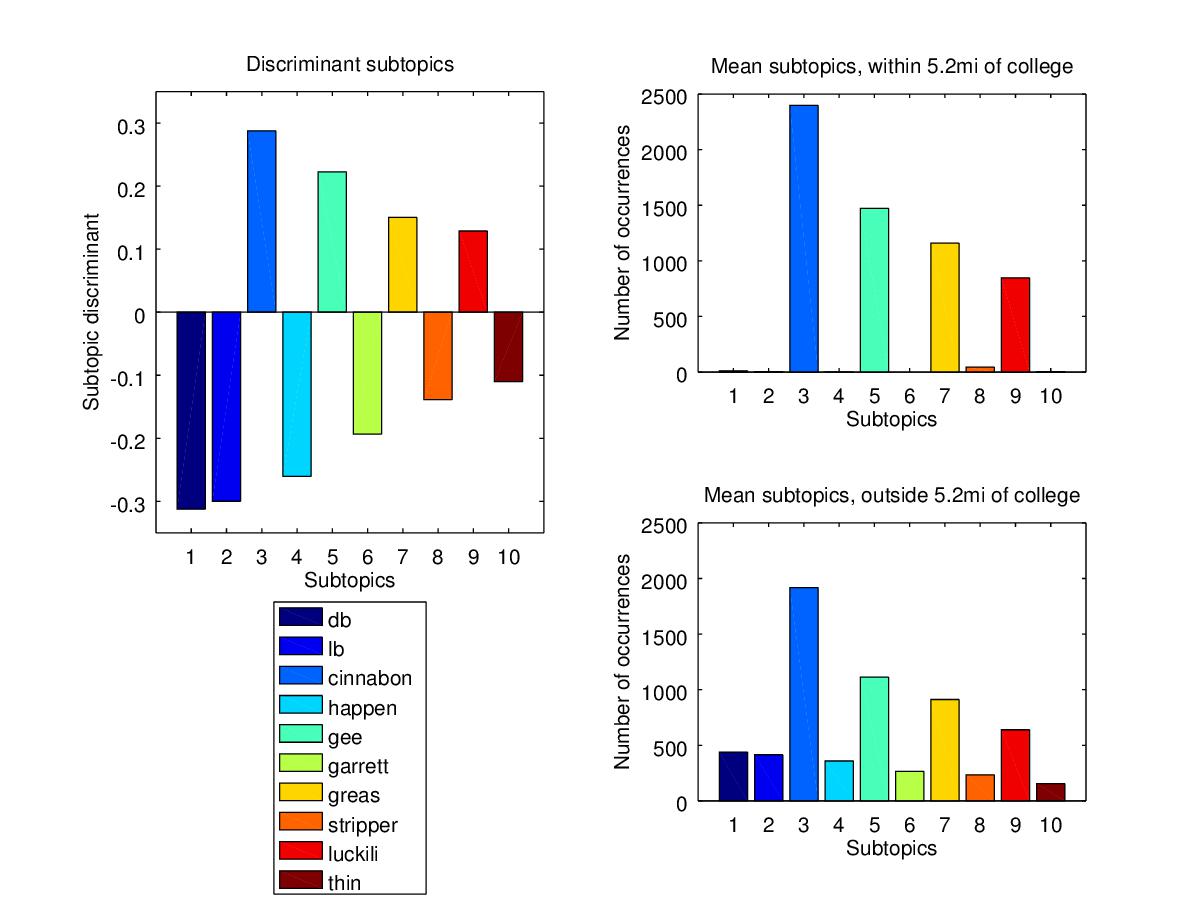 Discriminant subtopics
Subtopic discriminant
0.3
0.2
0.1
0
-0.1
-0.2
-0.3
1 2 3 4 5 6 7 8 9 10
Subtopics
db
lb
cinnabon
happen
gee
garrett
greas
stripper
luckili
thin
Mean subtopics, within 5.2mi of college
Number of occurrences
2500
2000
1500
1000
500
0
1 2 3 4 5 6 7 8 9 10
Subtopics
Mean subtopics, outside 5.2mi of college
Number of occurrences
2500
2000
1500
1000
500
0
1 2 3 4 5 6 7 8 9 10
Subtopics